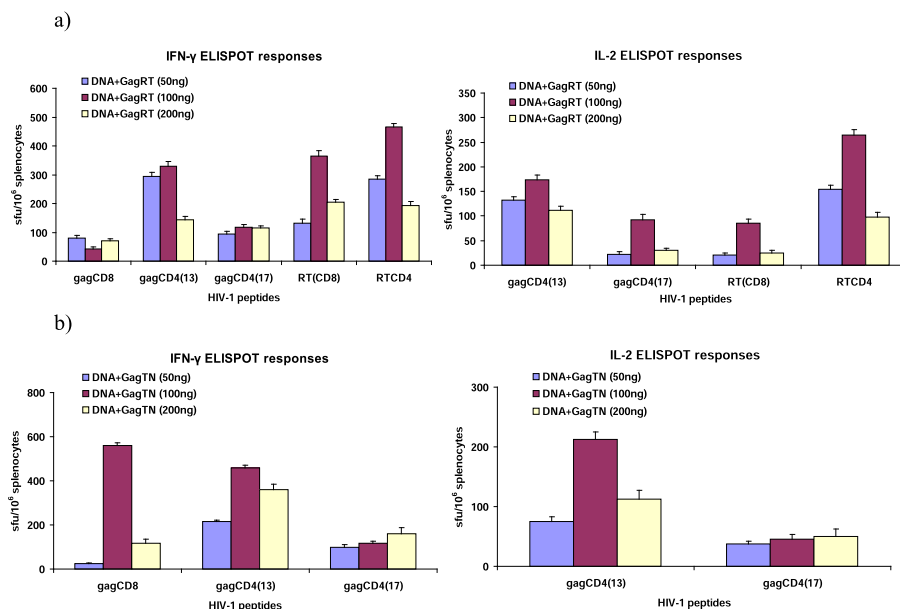 a)
IFN-γ ELISPOT responses
DNA+GagRT (50ng)
DNA+GagRT (100ng)
DNA+GagRT (200ng)
sfu/10⁶ splenocytes
600
500
400
300
200
100
0
gagCD8 gagCD4(13) gagCD4(17) RT(CD8) RTCD4
HIV-1 peptides
IL-2 ELISPOT responses
DNA+GagRT (50ng)
DNA+GagRT (100ng)
DNA+GagRT (200ng)
sfu/10⁶ splenocytes
350
300
250
200
150
100
50
0
gagCD4(13) gagCD4(17) RT(CD8) RTCD4
HIV-1 peptides
b)
IFN-γ ELISPOT responses
DNA+GagTN (50ng)
DNA+GagTN (100ng)
DNA+GagTN (200ng)
sfu/10⁶ splenocytes
800
600
400
200
0
gagCD8 gagCD4(13) gagCD4(17)
HIV-1 peptides
IL-2 ELISPOT responses
DNA+GagTN (50ng)
DNA+GagTN (100ng)
DNA+GagTN (200ng)
sfu/10⁶ splenocytes
300
200
100
0
gagCD4(13) gagCD4(17)
HIV-1 peptides